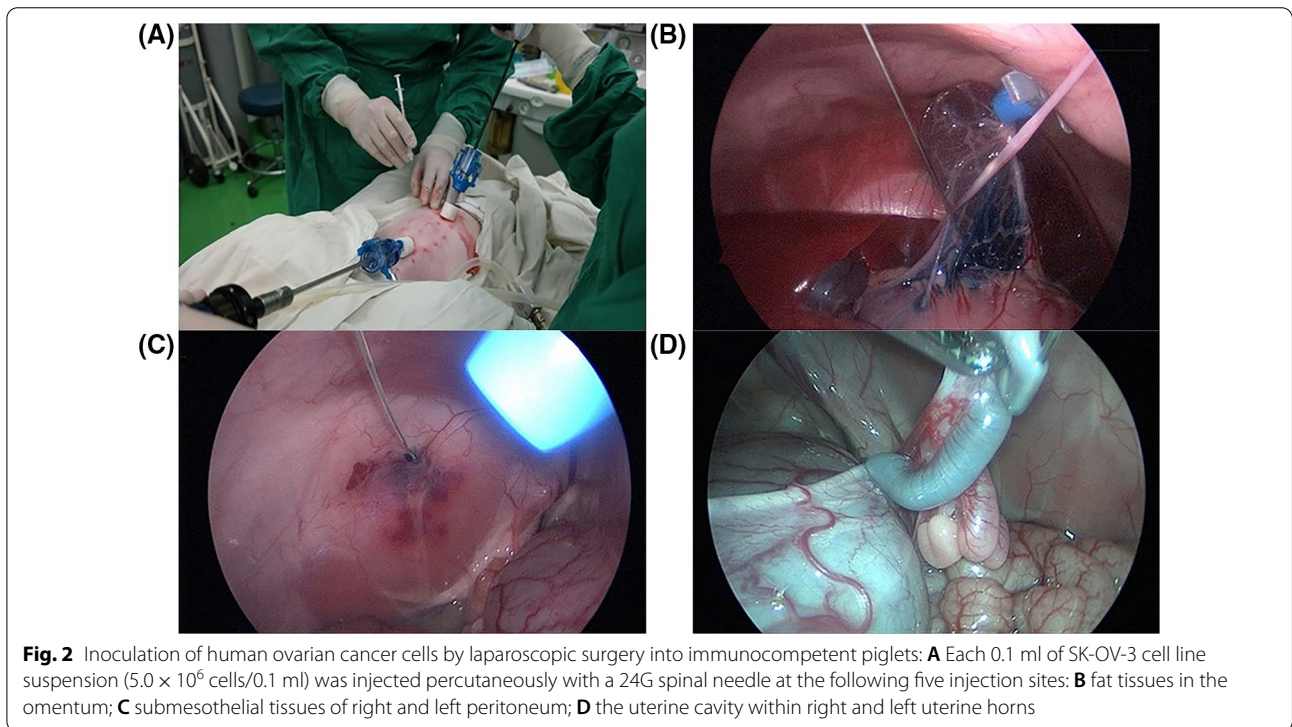 (A)
(B)
(C)
(D)
Fig. 2 Inoculation of human ovarian cancer cells by laparoscopic surgery into immunocompetent piglets: A Each 0.1 ml of SK-OV-3 cell line
suspension (5.0 × 10⁶ cells/0.1 ml) was injected percutaneously with a 24G spinal needle at the following five injection sites: B fat tissues in the
omentum; C submesothelial tissues of right and left peritoneum; D the uterine cavity within right and left uterine horns